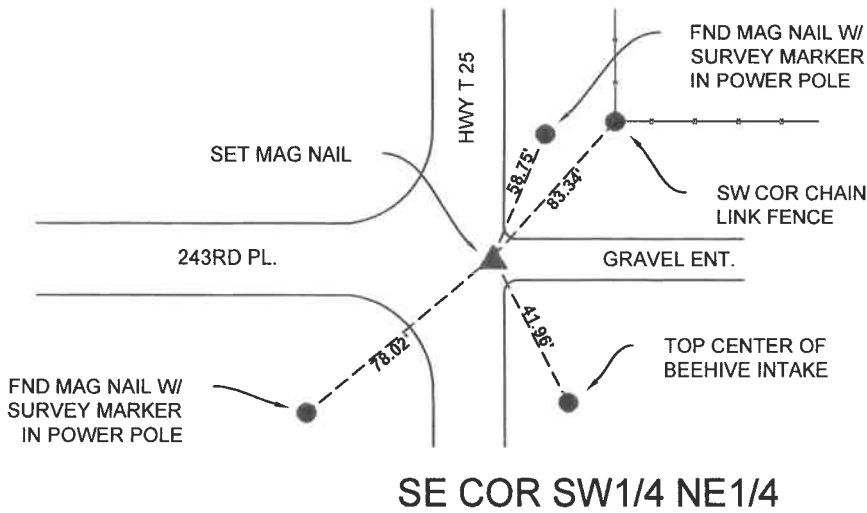 FND MAG NAIL W/
SURVEY MARKER
IN POWER POLE
HWY T 25
SET MAG NAIL
58.75'
83.34'
SW COR CHAIN
LINK FENCE
243RD PL.
GRAVEL ENT.
78.02'
41.96'
TOP CENTER OF
BEEHIVE INTAKE
FND MAG NAIL W/
SURVEY MARKER
IN POWER POLE
SE COR SW1/4 NE1/4